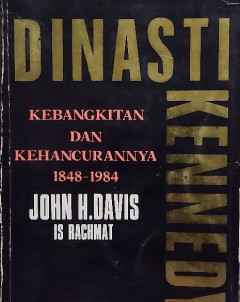 DINASTI
KENNEDY
KEBANGKITAN
DAN
KEHANCURANNYA
1848-1984
JOHN H.DAVIS
IS RACHMAT